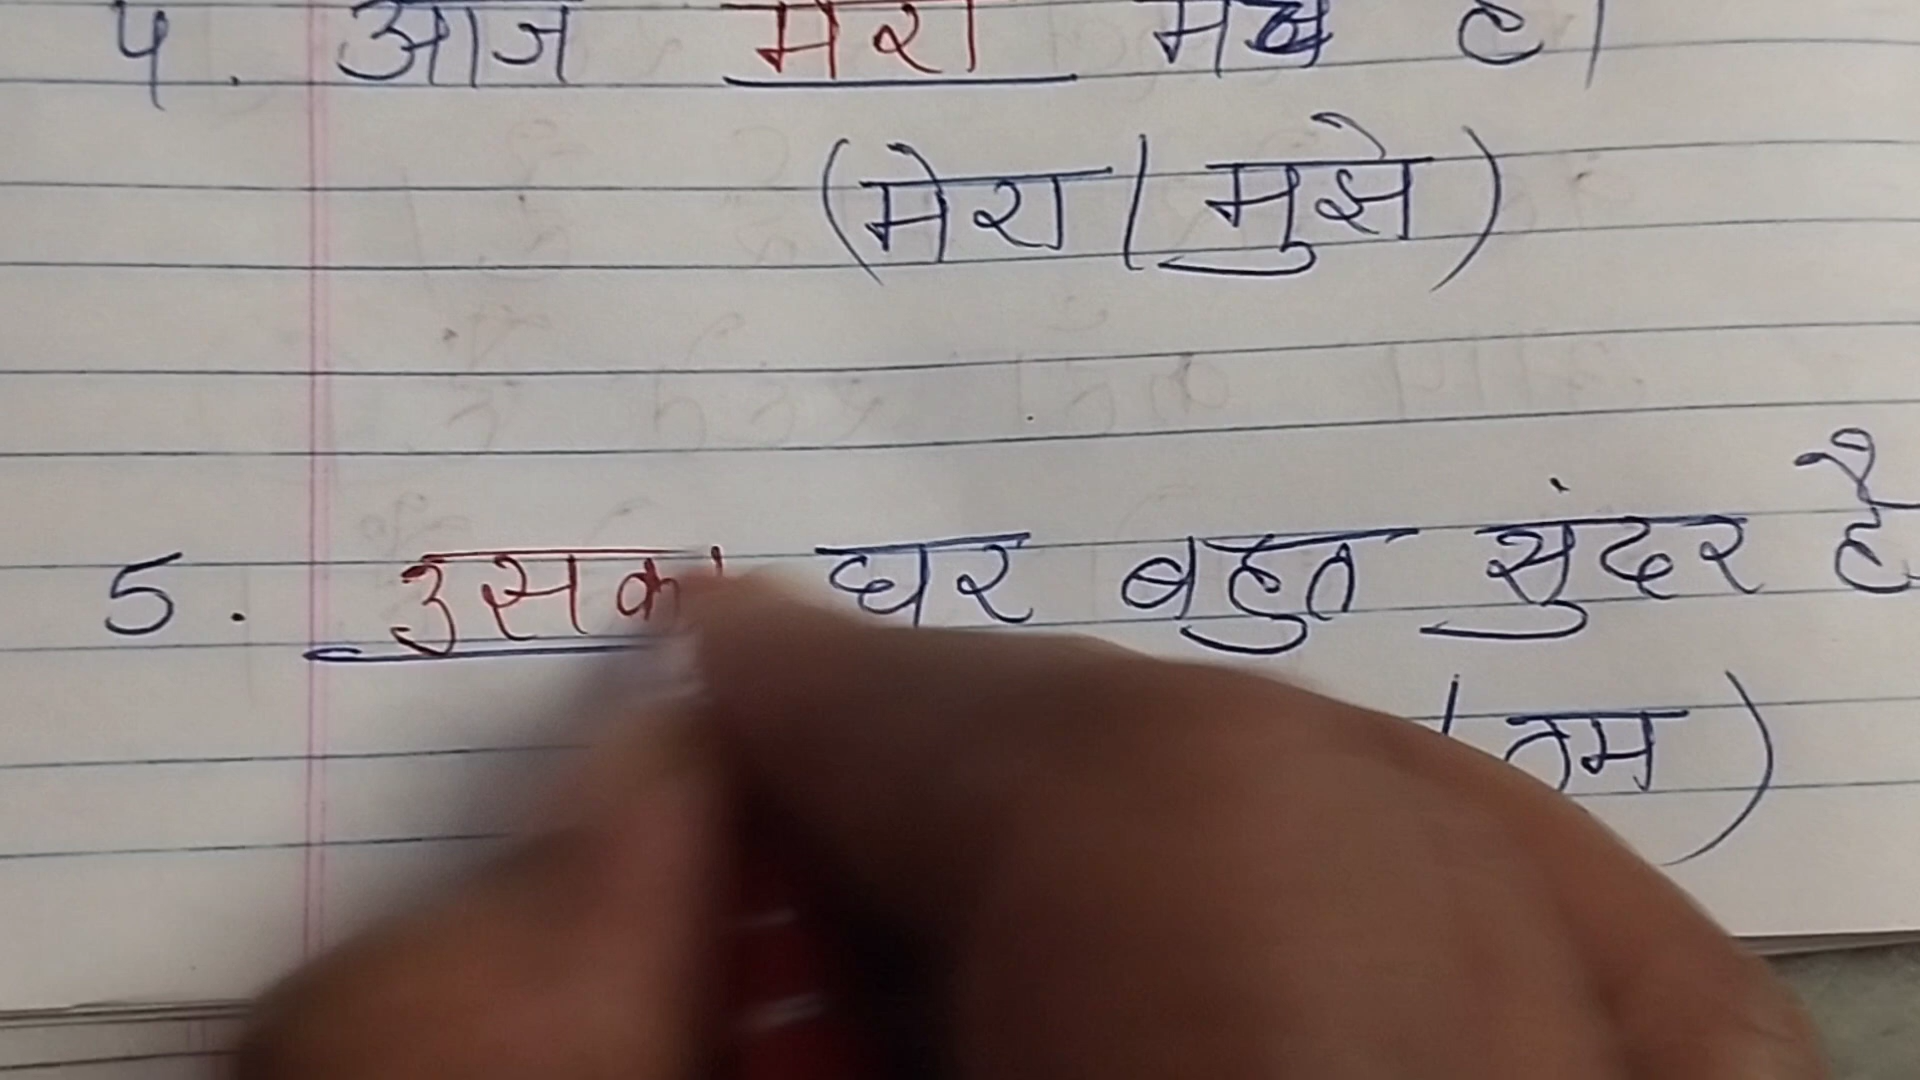 4. आज मेरा मैच है।
(मेरा / मुझे)
5. उसका घर बहुत सुंदर है
/ तुम)